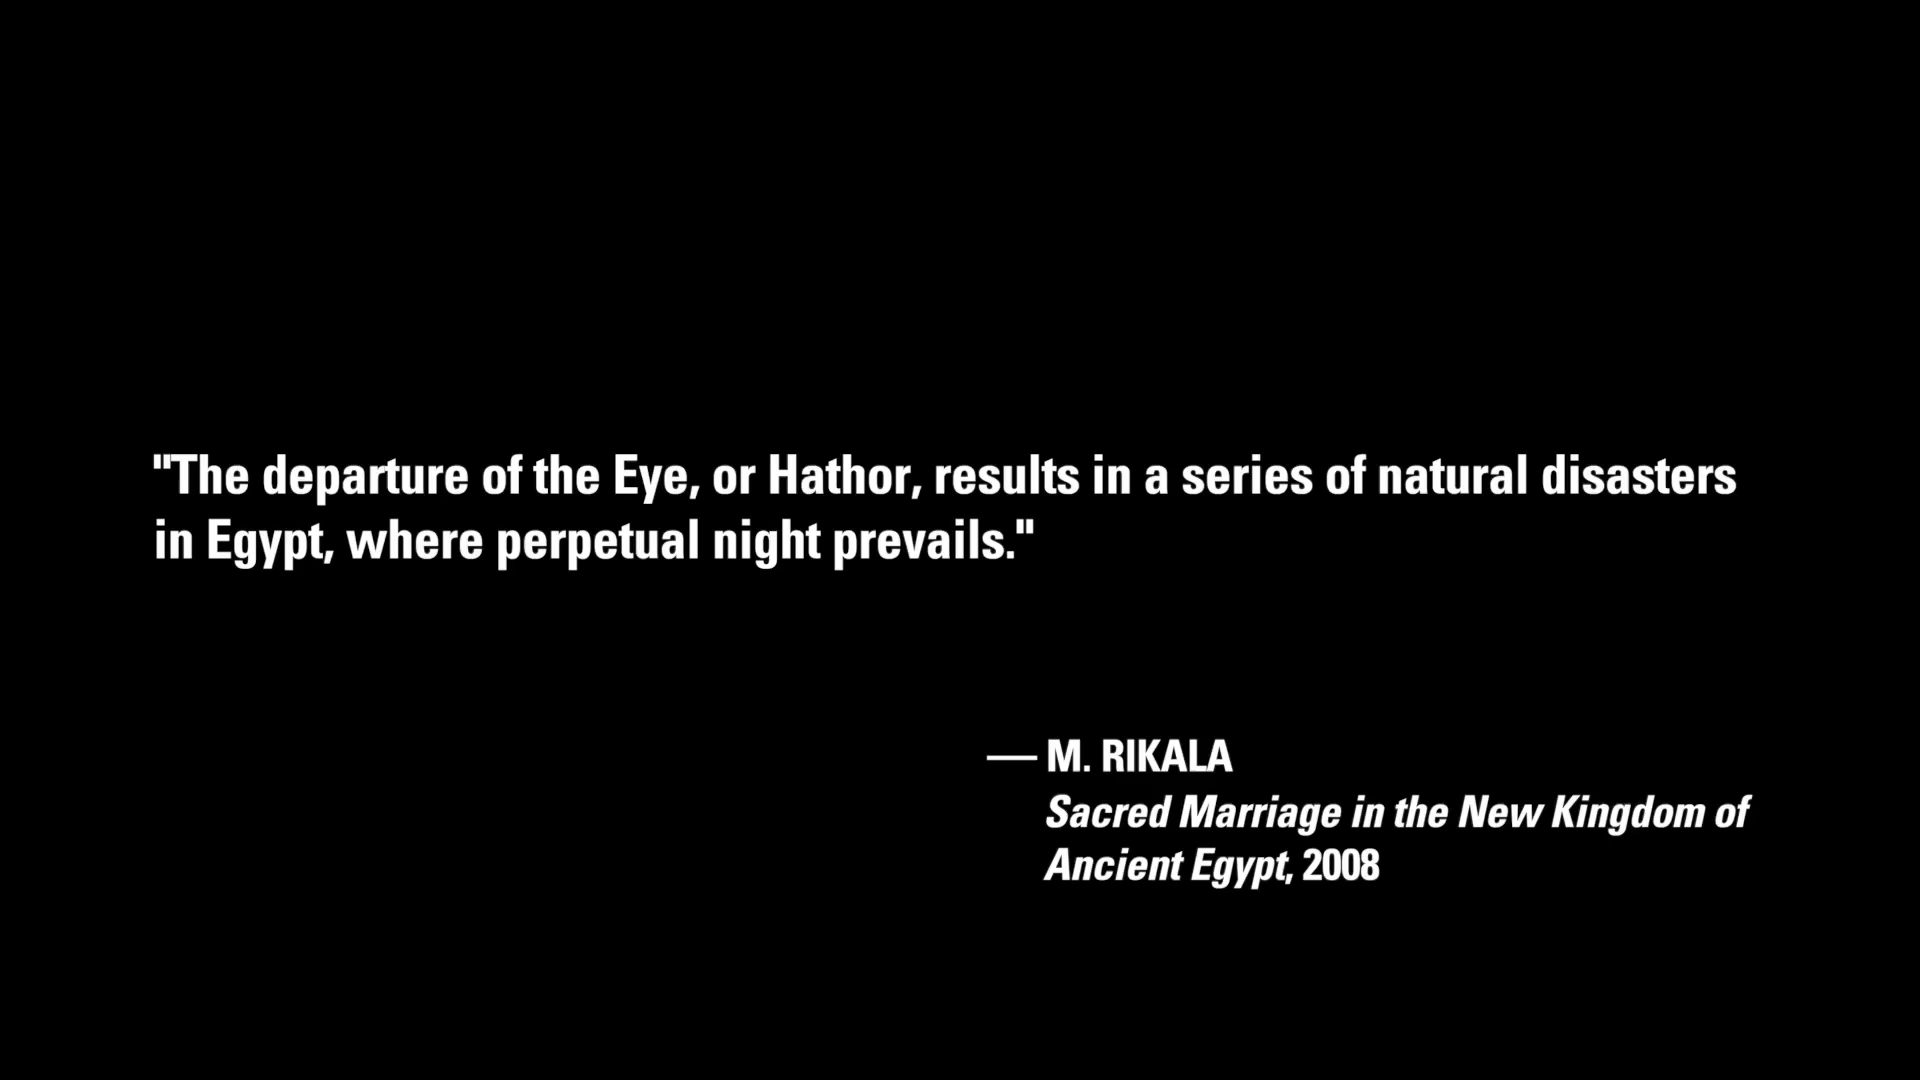 "The departure of the Eye, or Hathor, results in a series of natural disasters
in Egypt, where perpetual night prevails."
— M. RIKALA
Sacred Marriage in the New Kingdom of
Ancient Egypt, 2008